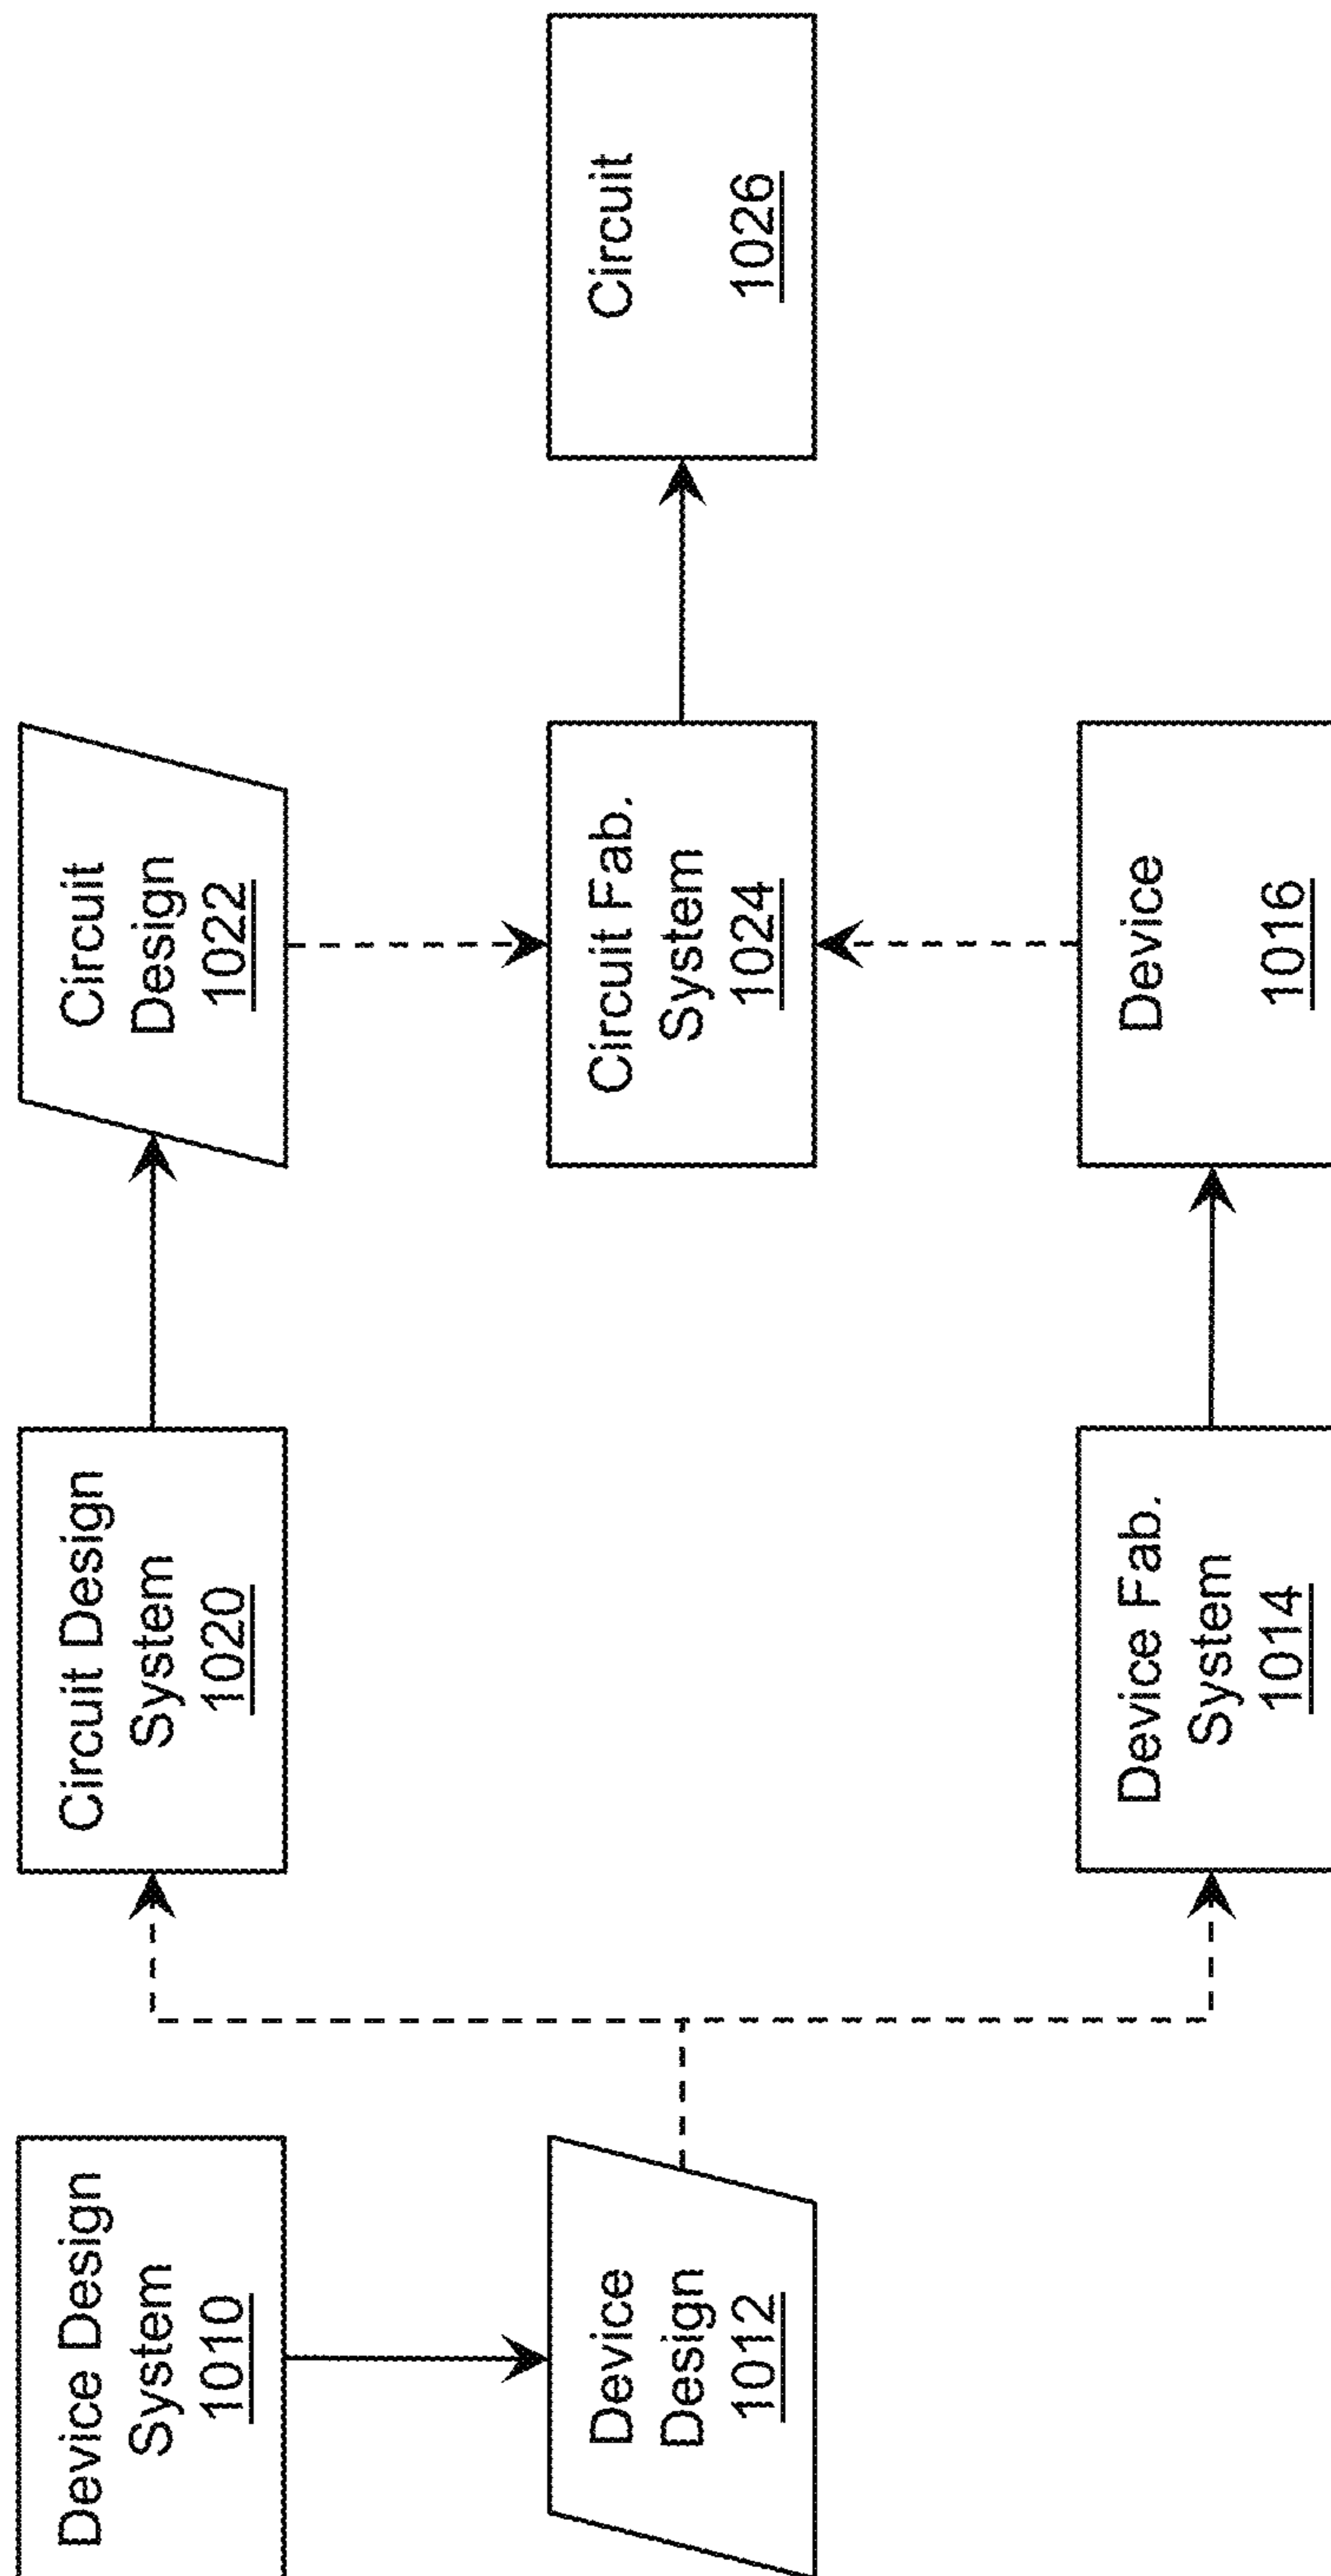 Device Design
System
1010
Device
Design
1012
Circuit Design
System
1020
Device Fab.
System
1014
Circuit
Design
1022
Circuit Fab.
System
1024
Device
1016
Circuit
1026